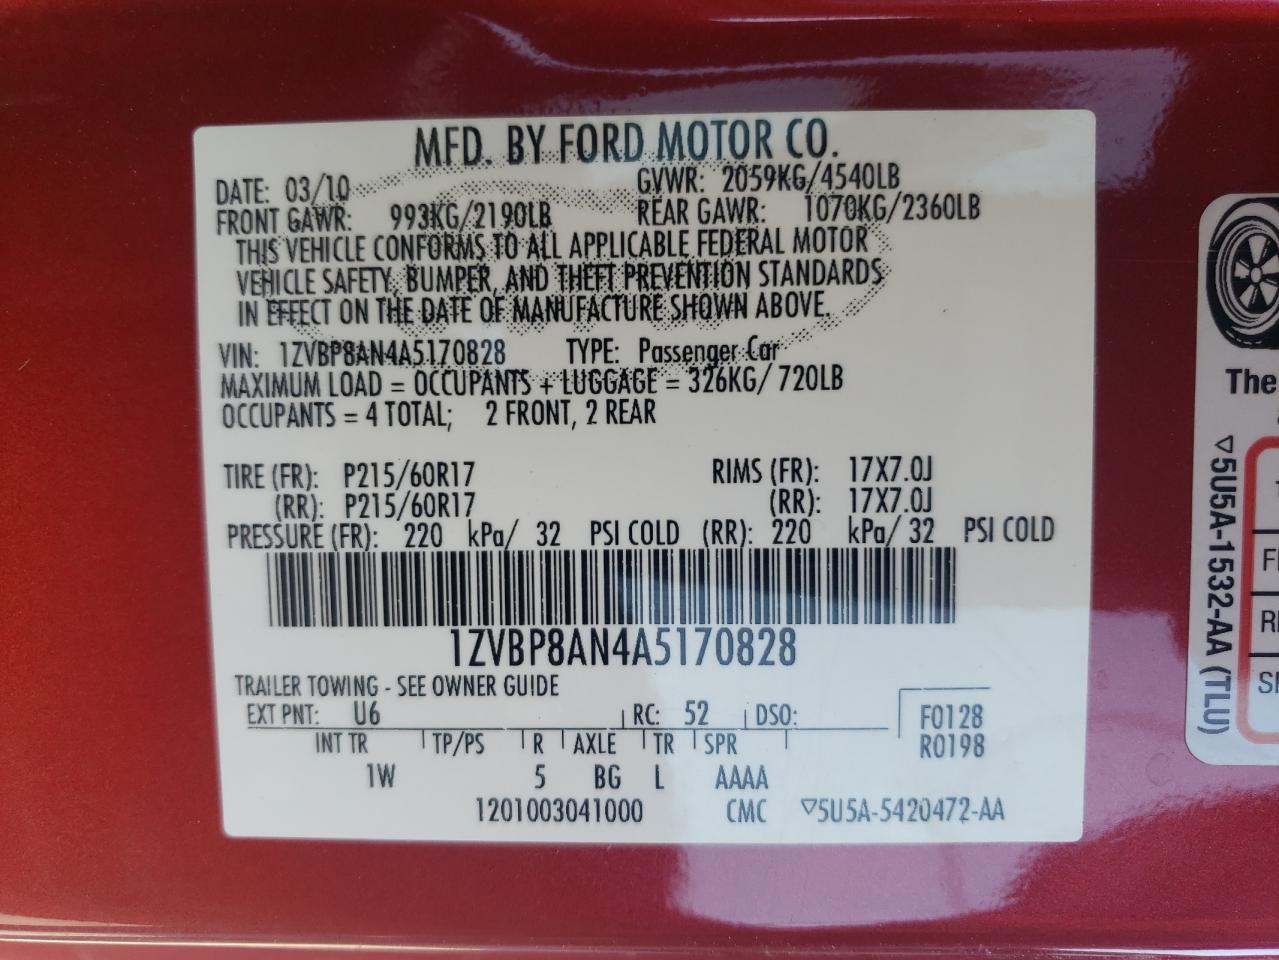 MFD. BY FORD MOTOR CO.
DATE: 03/10 GVWR: 2059KG/4540LB
FRONT GAWR: 993KG/2190LB REAR GAWR: 1070KG/2360LB
THIS VEHICLE CONFORMS TO ALL APPLICABLE FEDERAL MOTOR
VEHICLE SAFETY, BUMPER, AND THEFT PREVENTION STANDARDS
IN EFFECT ON THE DATE OF MANUFACTURE SHOWN ABOVE.
VIN: 1ZVBP8AN4A5170828 TYPE: Passenger Car
MAXIMUM LOAD = OCCUPANTS + LUGGAGE = 326KG/ 720LB
OCCUPANTS = 4 TOTAL; 2 FRONT, 2 REAR
TIRE (FR): P215/60R17 RIMS (FR): 17X7.0J
(RR): P215/60R17 (RR): 17X7.0J
PRESSURE (FR): 220 kPa/ 32 PSI COLD (RR): 220 kPa/ 32 PSI COLD
1ZVBP8AN4A5170828
TRAILER TOWING - SEE OWNER GUIDE
EXT PNT: U6 RC: 52 DSO: F0128
INT TR TP/PS R AXLE TR SPR R0198
1W 5 BG L AAAA
1201003041000 CMC ▽5U5A-5420472-AA
The
▽5U5A-1532-AA (TLU)